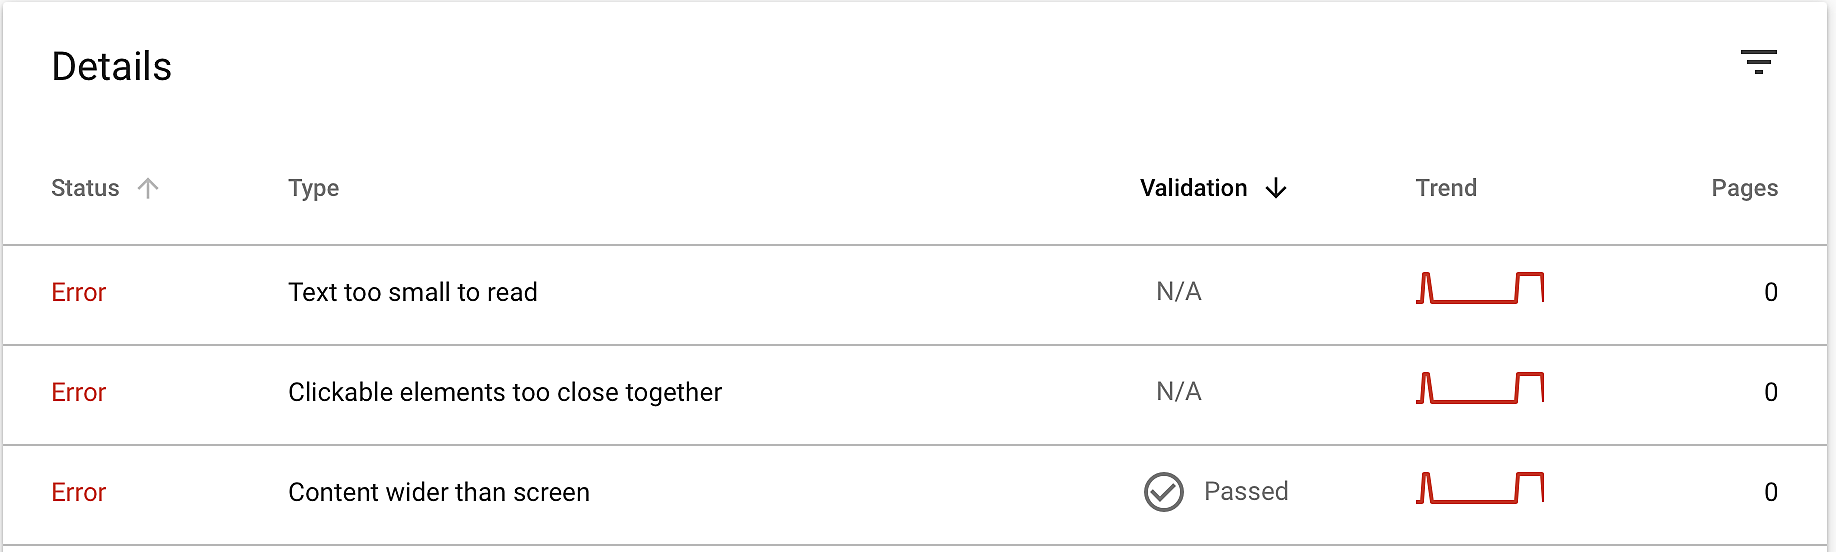 Details
Status Type Validation Trend Pages
Error Text too small to read N/A 0
Error Clickable elements too close together N/A 0
Error Content wider than screen Passed 0